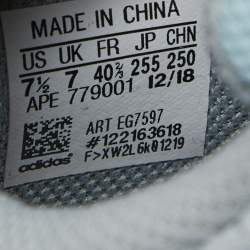 MADE IN CHINA
US UK FR JP CHN
7½ 7 40⅔ 255 250
APE 779001 12/18
ART EG7597
#122163618
adidas F>XW2L6k01219